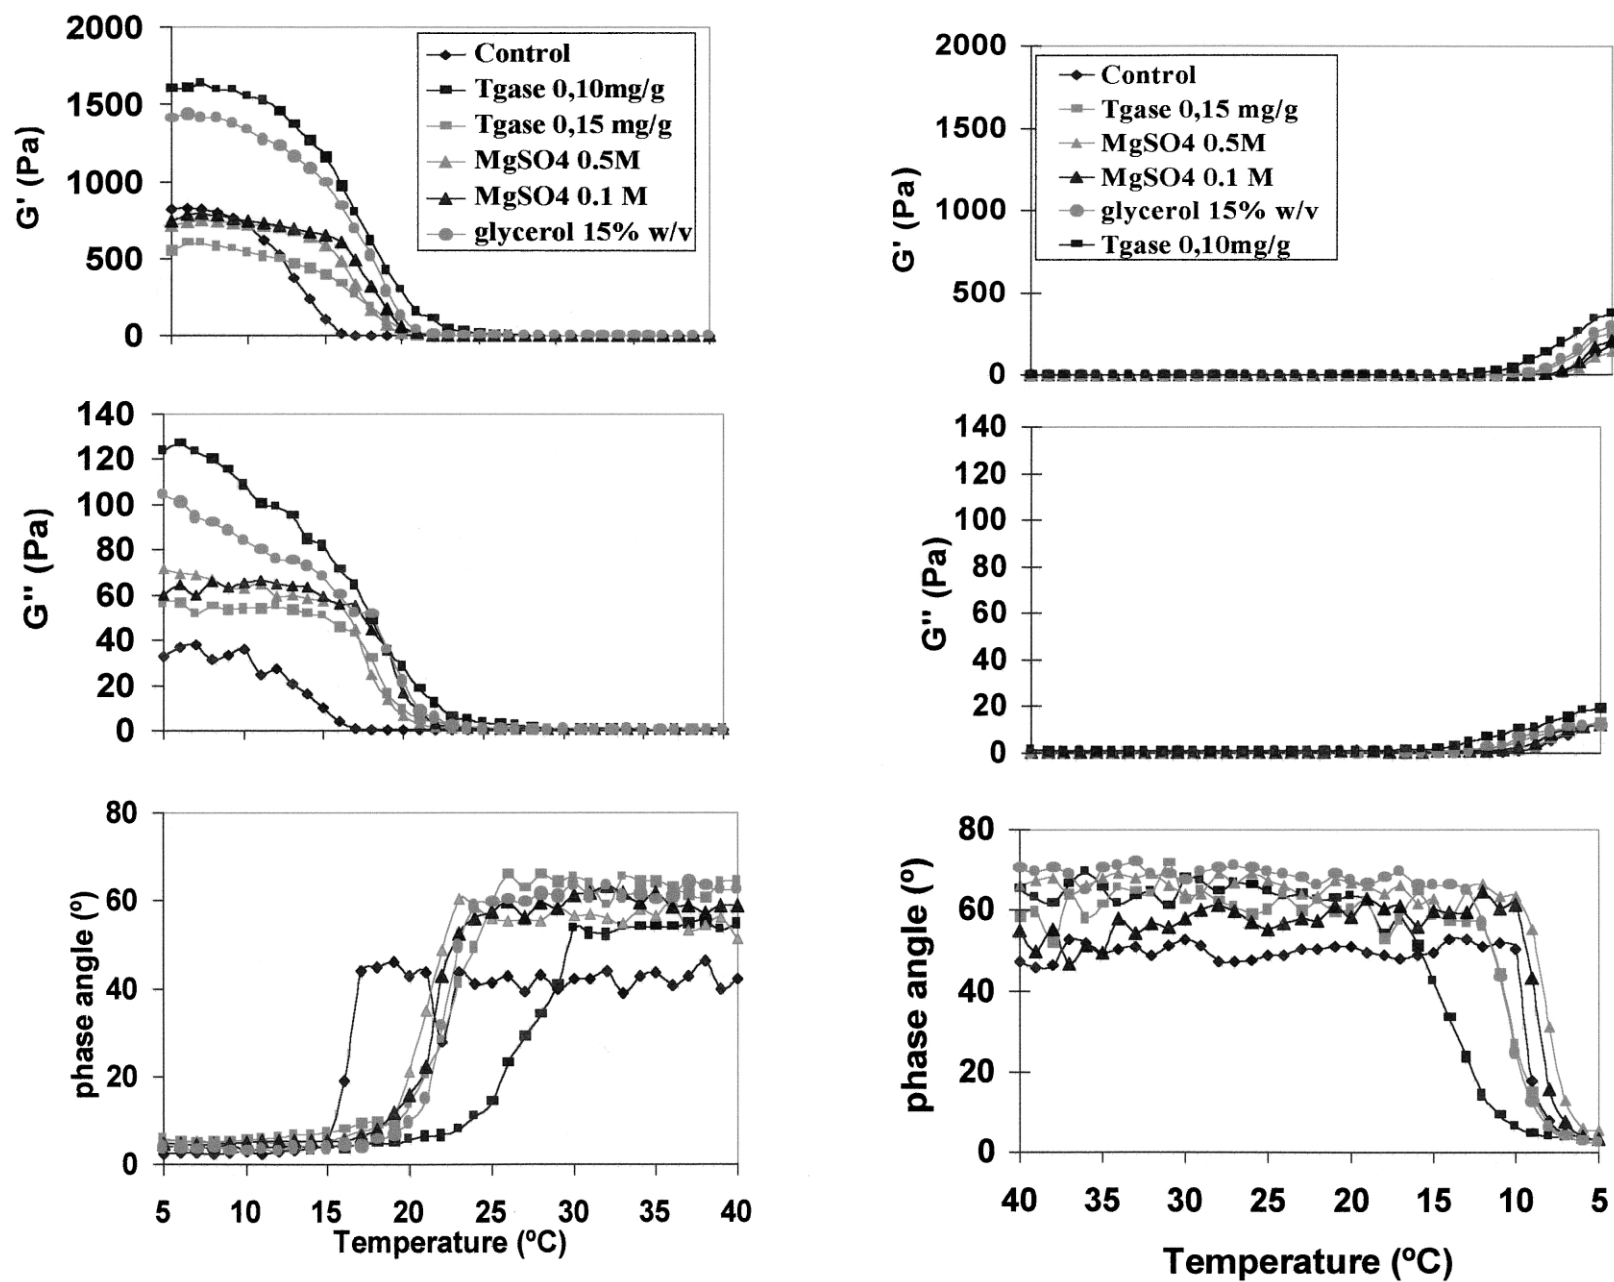 2000
1500
1000
500
0
G' (Pa)
Control
Tgase 0,10mg/g
Tgase 0,15 mg/g
MgSO4 0.5M
MgSO4 0.1 M
glycerol 15% w/v
2000
1500
1000
500
0
G' (Pa)
Control
Tgase 0,15 mg/g
MgSO4 0.5M
MgSO4 0.1 M
glycerol 15% w/v
Tgase 0,10mg/g
140
120
100
80
60
40
20
0
G'' (Pa)
140
120
100
80
60
40
20
0
G'' (Pa)
80
60
40
20
0
phase angle (º)
5 10 15 20 25 30 35 40
Temperature (ºC)
80
60
40
20
0
phase angle (º)
40 35 30 25 20 15 10 5
Temperature (ºC)